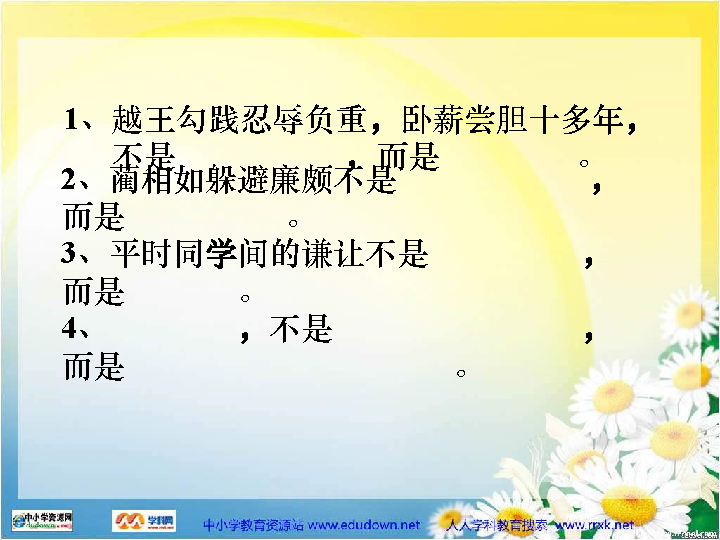 1、越王勾践忍辱负重，卧薪尝胆十多年，
不是　　　　　，而是　　　　。
2、蔺相如躲避廉颇不是　　　　　　，
而是　　　　　。
3、平时同学间的谦让不是　　　　　，
而是　　　　。
4、　　　　，不是　　　　　　　　，
而是　　　　　　　　　　。
中小学资源网 学科网 中小学教育资源站 www.edudown.net 人人学科教育搜索 www.rrxk.net